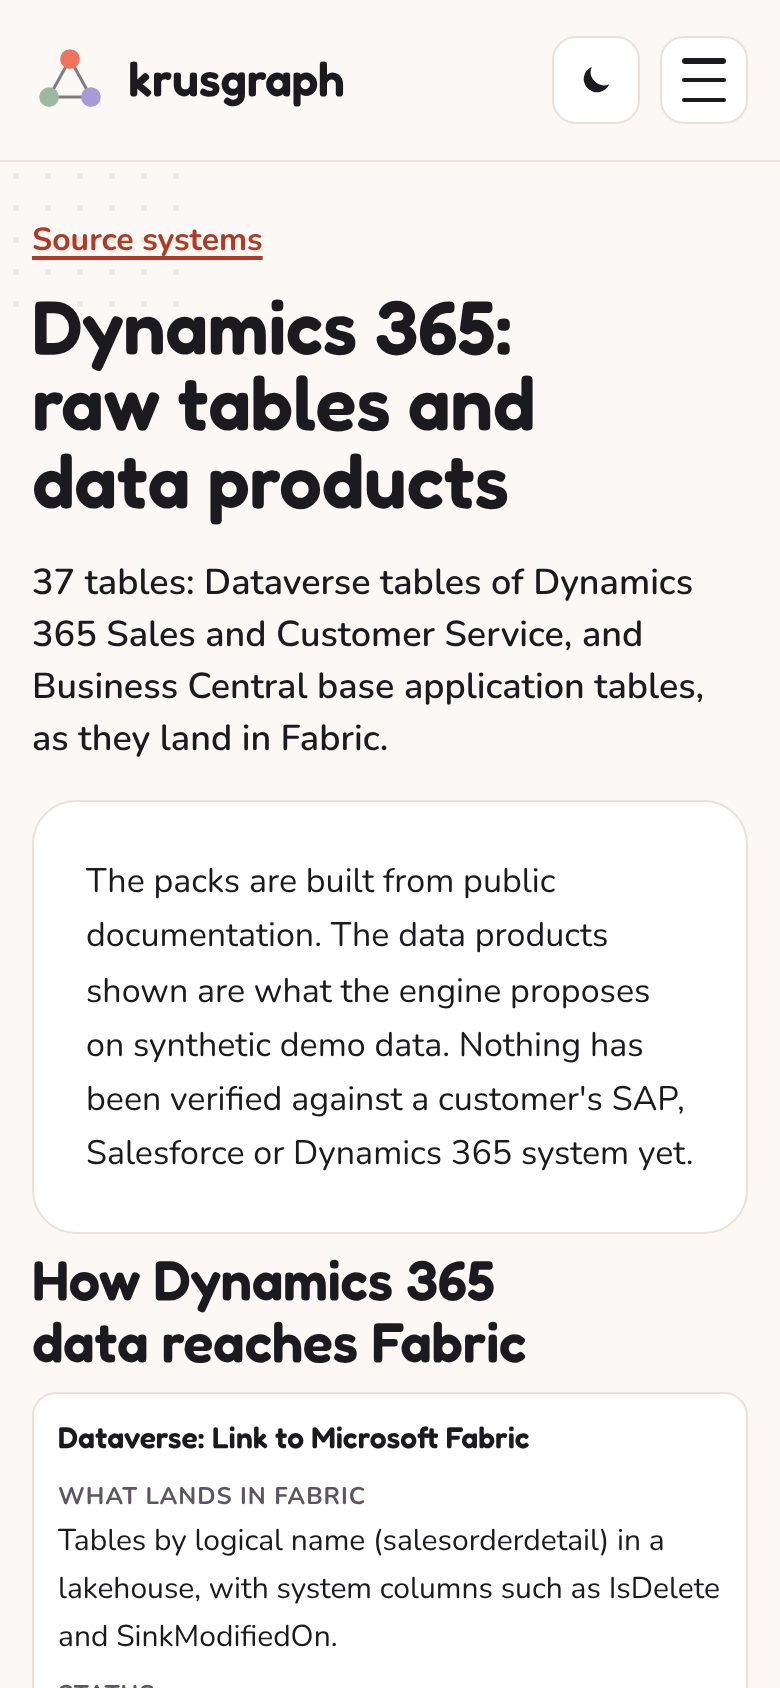 krusgraph
Source systems
Dynamics 365:
raw tables and
data products
37 tables: Dataverse tables of Dynamics
365 Sales and Customer Service, and
Business Central base application tables,
as they land in Fabric.
The packs are built from public
documentation. The data products
shown are what the engine proposes
on synthetic demo data. Nothing has
been verified against a customer's SAP,
Salesforce or Dynamics 365 system yet.
How Dynamics 365
data reaches Fabric
Dataverse: Link to Microsoft Fabric
WHAT LANDS IN FABRIC
Tables by logical name (salesorderdetail) in a
lakehouse, with system columns such as IsDelete
and SinkModifiedOn.
STATUS